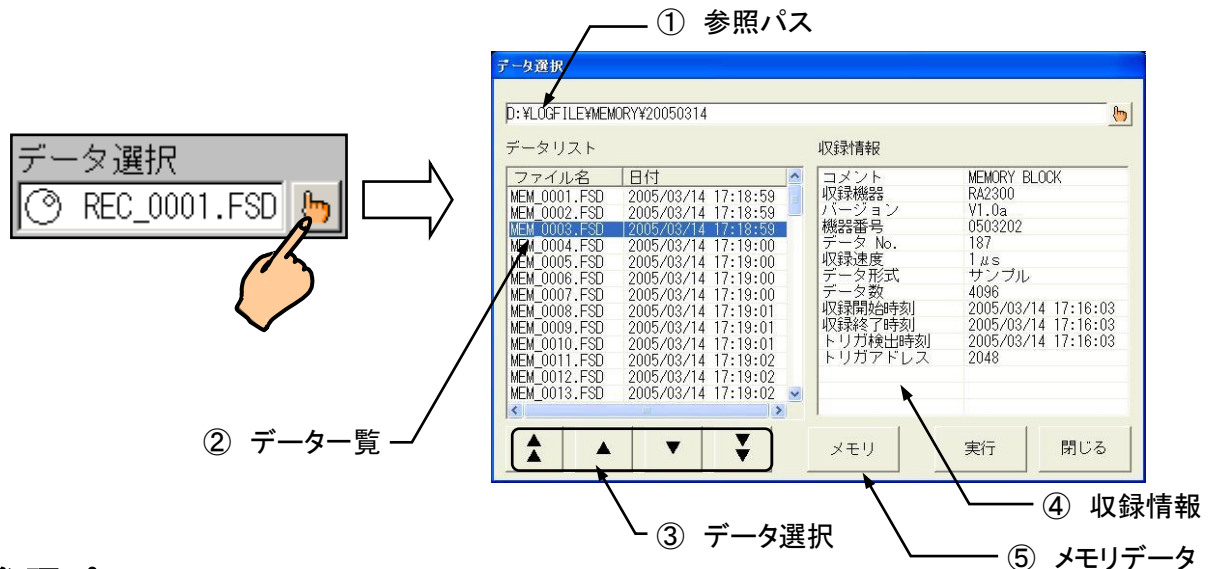 ① 参照パス
データ選択
REC_0001.FSD
データ選択
D:¥LOGFILE¥MEMORY¥20050314
データリスト
ファイル名 日付
MEM_0001.FSD 2005/03/14 17:18:59
MEM_0002.FSD 2005/03/14 17:18:59
MEM_0003.FSD 2005/03/14 17:18:59
MEM_0004.FSD 2005/03/14 17:19:00
MEM_0005.FSD 2005/03/14 17:19:00
MEM_0006.FSD 2005/03/14 17:19:00
MEM_0007.FSD 2005/03/14 17:19:00
MEM_0008.FSD 2005/03/14 17:19:01
MEM_0009.FSD 2005/03/14 17:19:01
MEM_0010.FSD 2005/03/14 17:19:01
MEM_0011.FSD 2005/03/14 17:19:02
MEM_0012.FSD 2005/03/14 17:19:02
MEM_0013.FSD 2005/03/14 17:19:02
収録情報
コメント MEMORY BLOCK
収録機器 RA2300
バージョン V1.0a
機器番号 0503202
データ No. 187
収録速度 1μs
データ形式 サンプル
データ数 4096
収録開始時刻 2005/03/14 17:16:03
収録終了時刻 2005/03/14 17:16:03
トリガ検出時刻 2005/03/14 17:16:03
トリガアドレス 2048
② データ一覧
メモリ 実行 閉じる
④ 収録情報
③ データ選択
⑤ メモリデータ